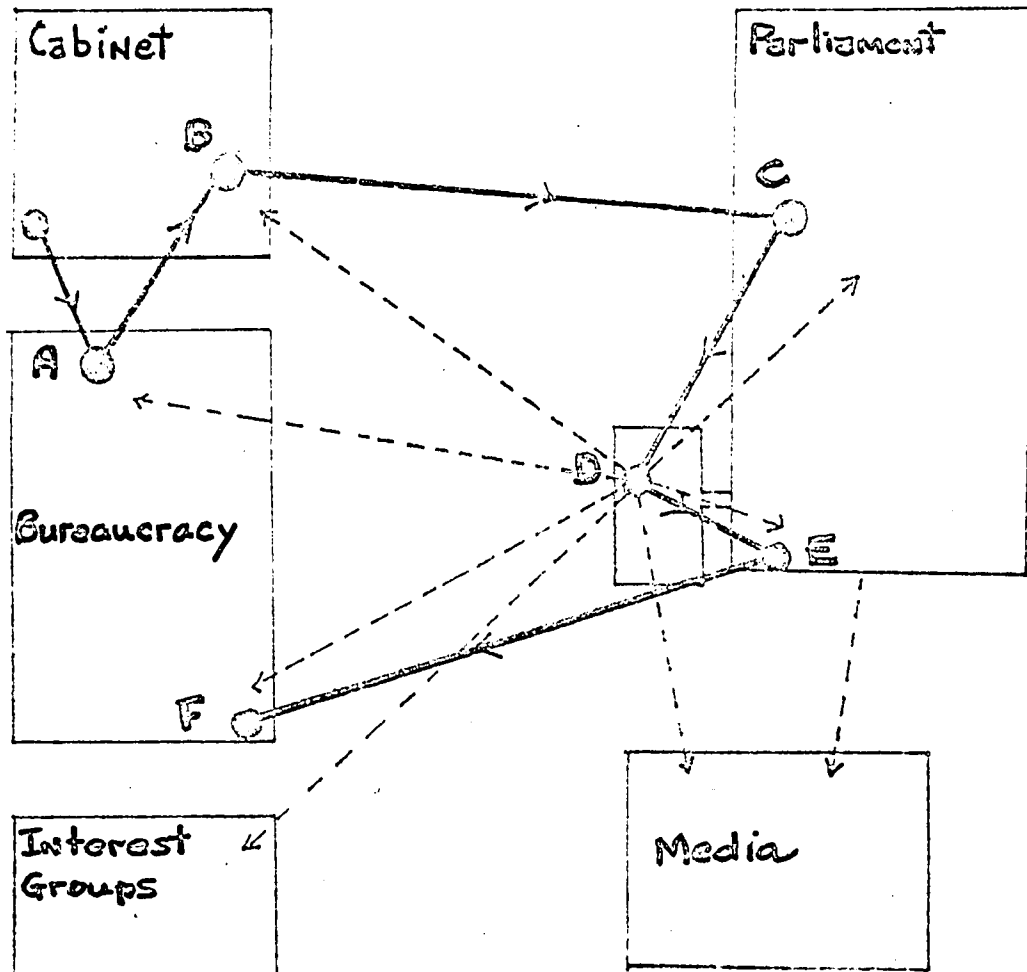 Cabinet
Parliament
B
C
A
D
Bureaucracy
E
F
Interest
Groups
Media